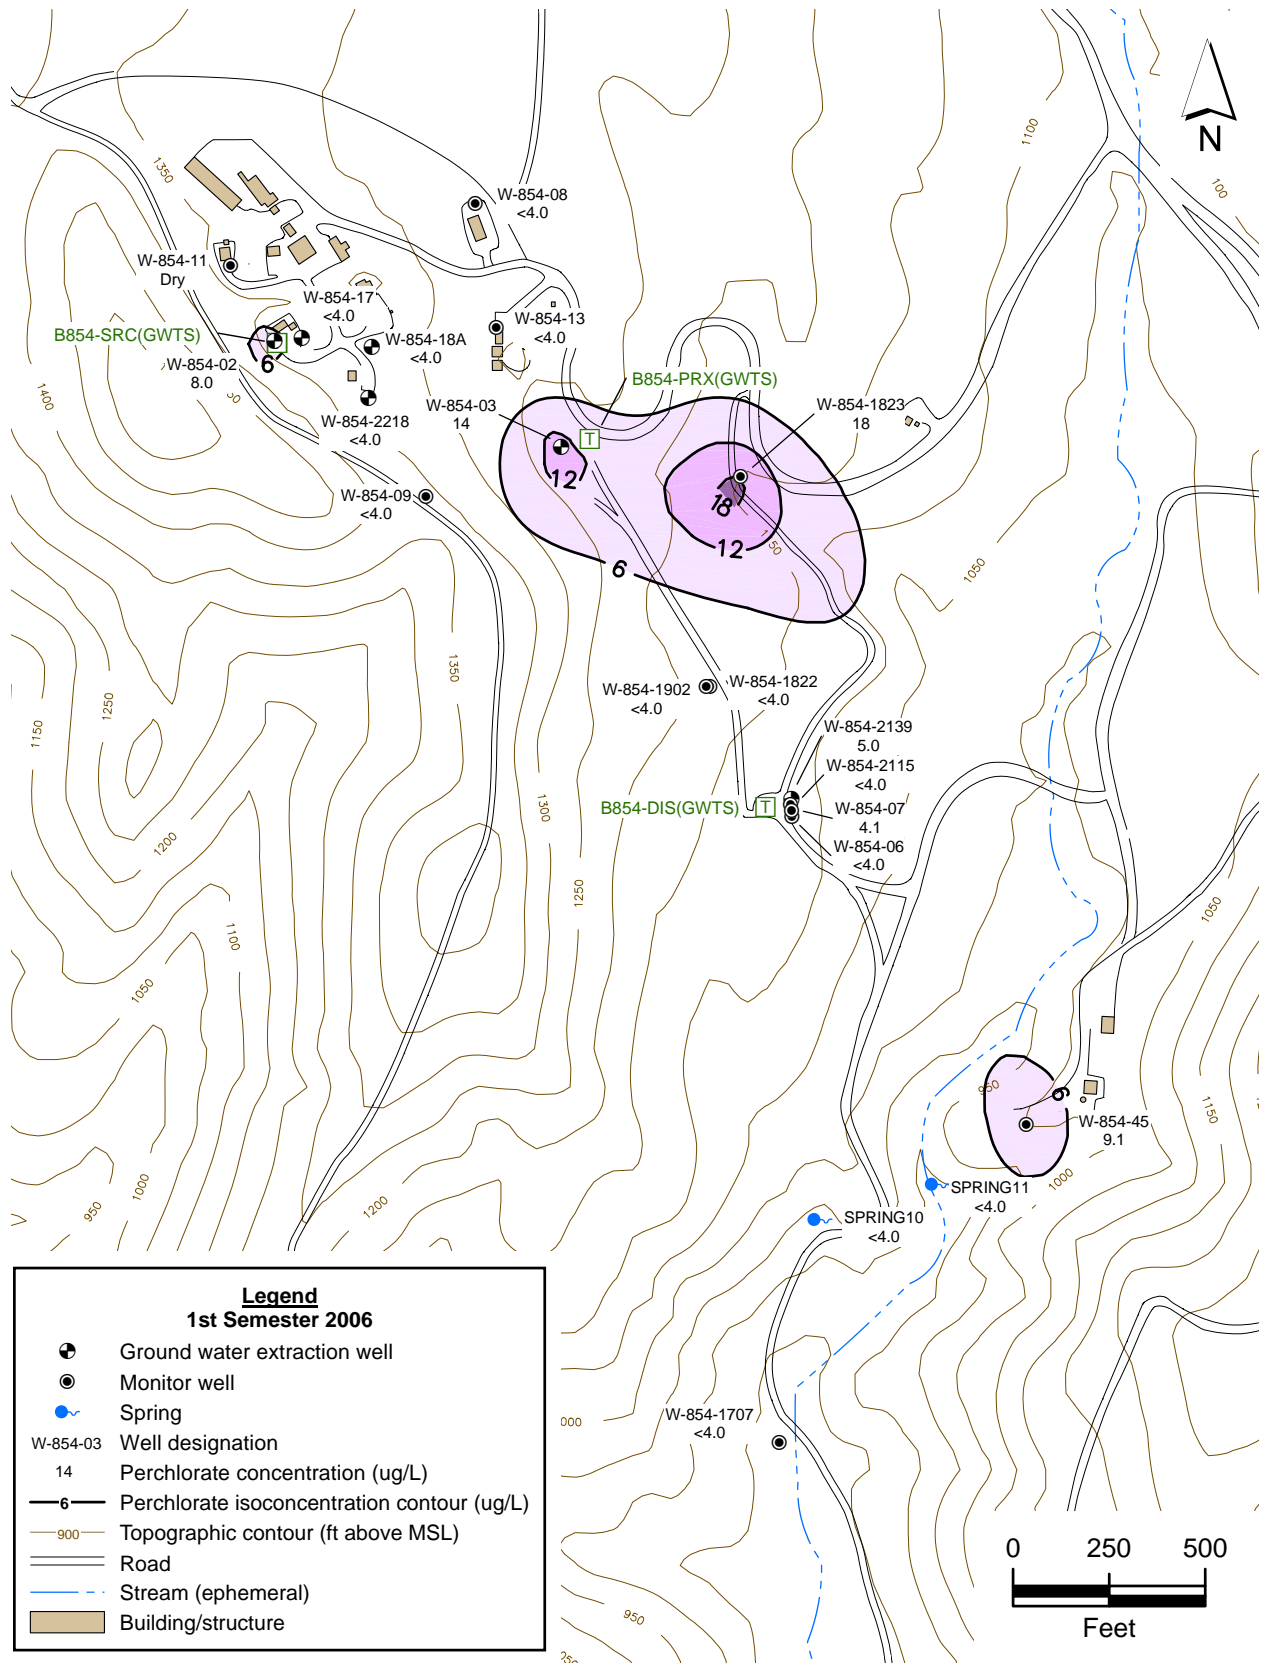 N
1350
1100
100
W-854-08
<4.0
W-854-11
Dry
W-854-17
<4.0
B854-SRC(GWTS)
W-854-13
<4.0
W-854-18A
<4.0
W-854-02
8.0
6
1400
50
B854-PRX(GWTS)
W-854-2218
<4.0
W-854-03
14
W-854-1823
18
T
12
18
12
1150
W-854-09
<4.0
6
1050
1350
1250
1150
W-854-1902
<4.0
W-854-1822
<4.0
W-854-2139
5.0
W-854-2115
<4.0
B854-DIS(GWTS)
T
W-854-07
4.1
W-854-06
<4.0
1300
1200
1250
1100
1050
1050
950
6
W-854-45
9.1
1150
1000
SPRING11
<4.0
SPRING10
<4.0
1000
950
1200
W-854-1707
<4.0
000
950
050
Legend
1st Semester 2006
Ground water extraction well
Monitor well
Spring
W-854-03 Well designation
14 Perchlorate concentration (ug/L)
6 Perchlorate isoconcentration contour (ug/L)
900 Topographic contour (ft above MSL)
Road
Stream (ephemeral)
Building/structure
0 250 500
Feet